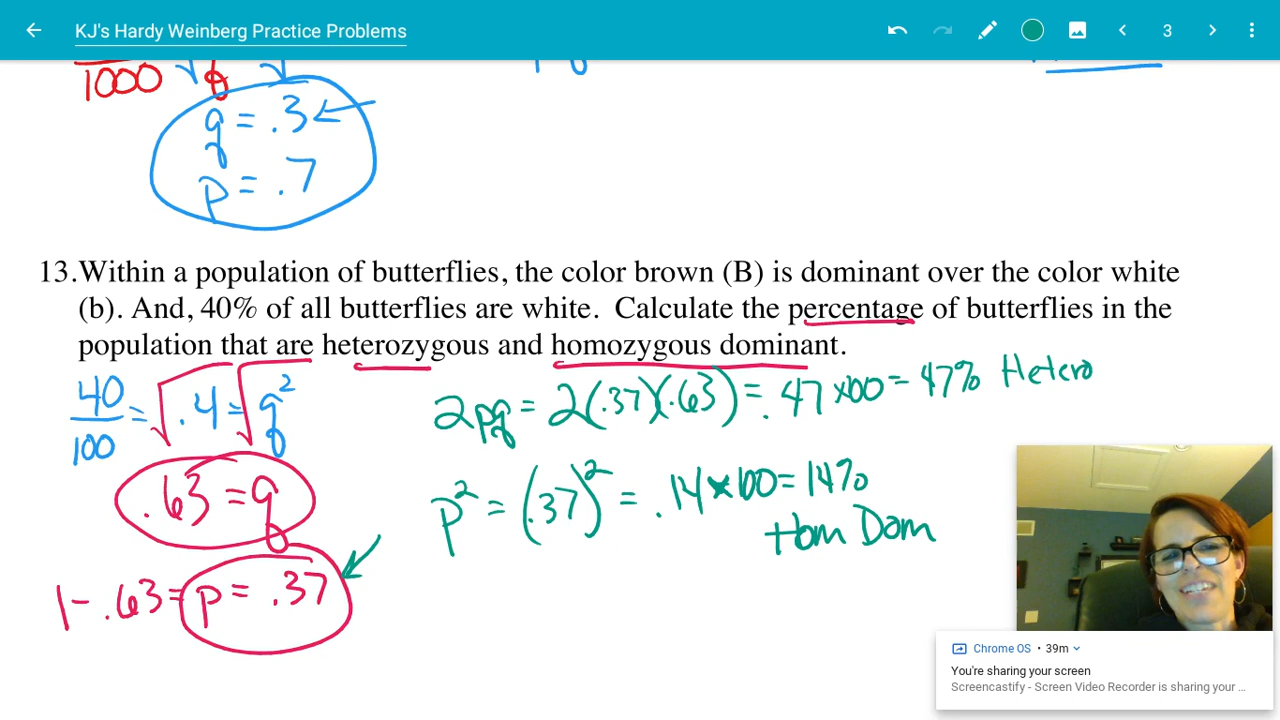 KJ's Hardy Weinberg Practice Problems
3
1000
q = .3
p = .7
13.Within a population of butterflies, the color brown (B) is dominant over the color white
(b). And, 40% of all butterflies are white. Calculate the percentage of butterflies in the
population that are heterozygous and homozygous dominant.
40/100 = √.4 = √q²
.63 = q
1 - .63 = p = .37
2pq = 2(.37)(.63) = .47 x 100 = 47% Hetero
p² = (.37)² = .14 x 100 = 14%
Hom Dom
Chrome OS • 39m
You're sharing your screen
Screencastify - Screen Video Recorder is sharing your ...